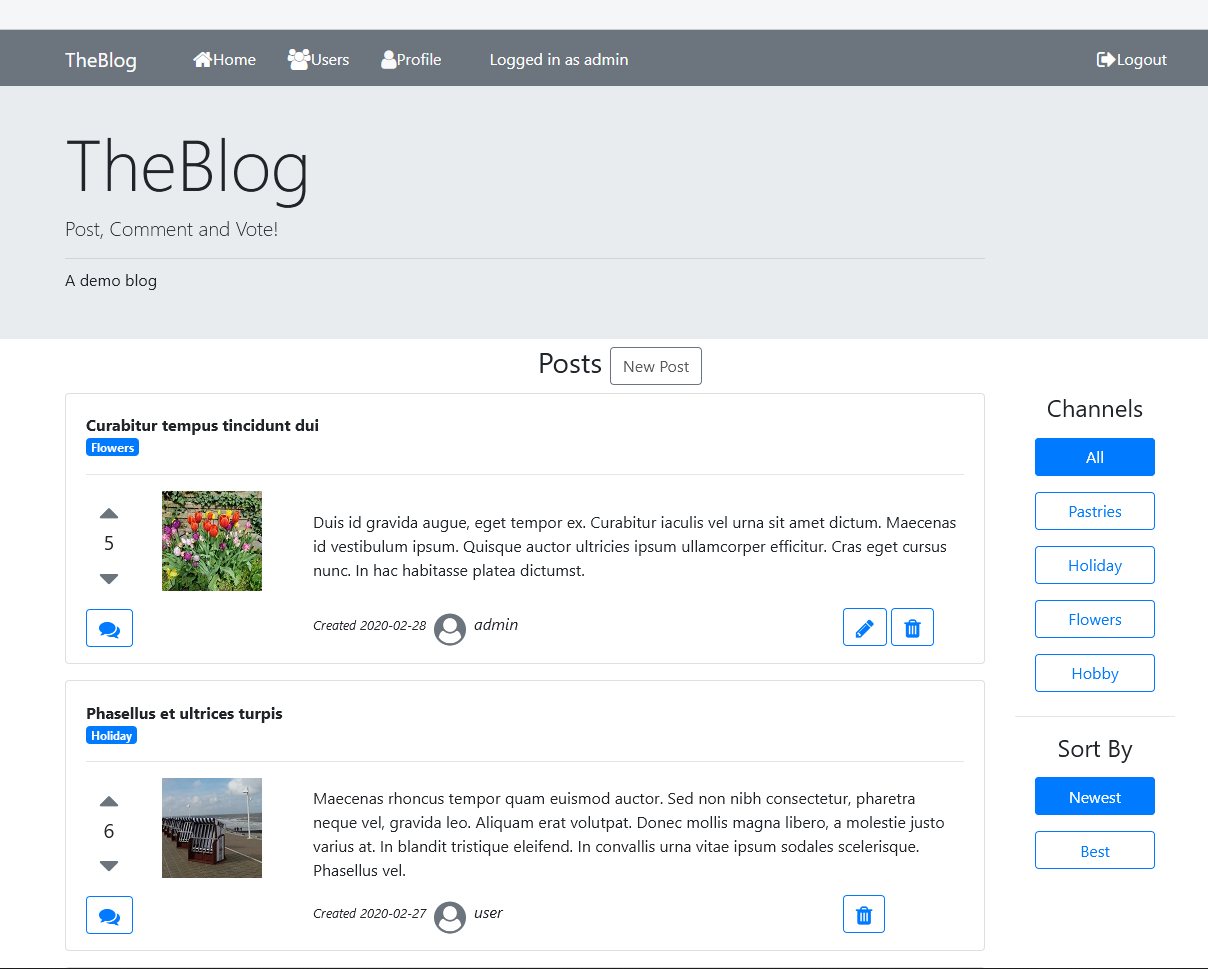 TheBlog Home Users Profile Logged in as admin Logout
TheBlog
Post, Comment and Vote!
A demo blog
Posts New Post
Curabitur tempus tincidunt dui
Flowers
5
Duis id gravida augue, eget tempor ex. Curabitur iaculis vel urna sit amet dictum. Maecenas
id vestibulum ipsum. Quisque auctor ultricies ipsum ullamcorper efficitur. Cras eget cursus
nunc. In hac habitasse platea dictumst.
Created 2020-02-28 admin
Phasellus et ultrices turpis
Holiday
6
Maecenas rhoncus tempor quam euismod auctor. Sed non nibh consectetur, pharetra
neque vel, gravida leo. Aliquam erat volutpat. Donec mollis magna libero, a molestie justo
varius at. In blandit tristique eleifend. In convallis urna vitae ipsum sodales scelerisque.
Phasellus vel.
Created 2020-02-27 user
Channels
All
Pastries
Holiday
Flowers
Hobby
Sort By
Newest
Best